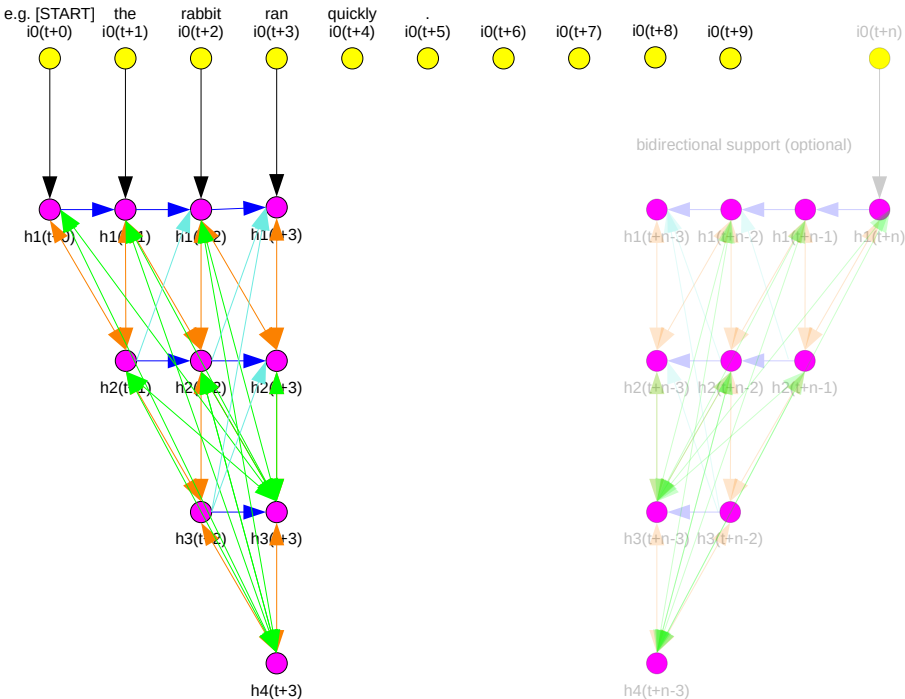 e.g. [START] the rabbit ran quickly .
i0(t+0) i0(t+1) i0(t+2) i0(t+3) i0(t+4) i0(t+5) i0(t+6) i0(t+7) i0(t+8) i0(t+9) i0(t+n)
bidirectional support (optional)
h1(t+0) h1(t+1) h1(t+2) h1(t+3) h1(t+n-3) h1(t+n-2) h1(t+n-1) h1(t+n)
h2(t+1) h2(t+2) h2(t+3) h2(t+n-3) h2(t+n-2) h2(t+n-1)
h3(t+2) h3(t+3) h3(t+n-3) h3(t+n-2)
h4(t+3) h4(t+n-3)